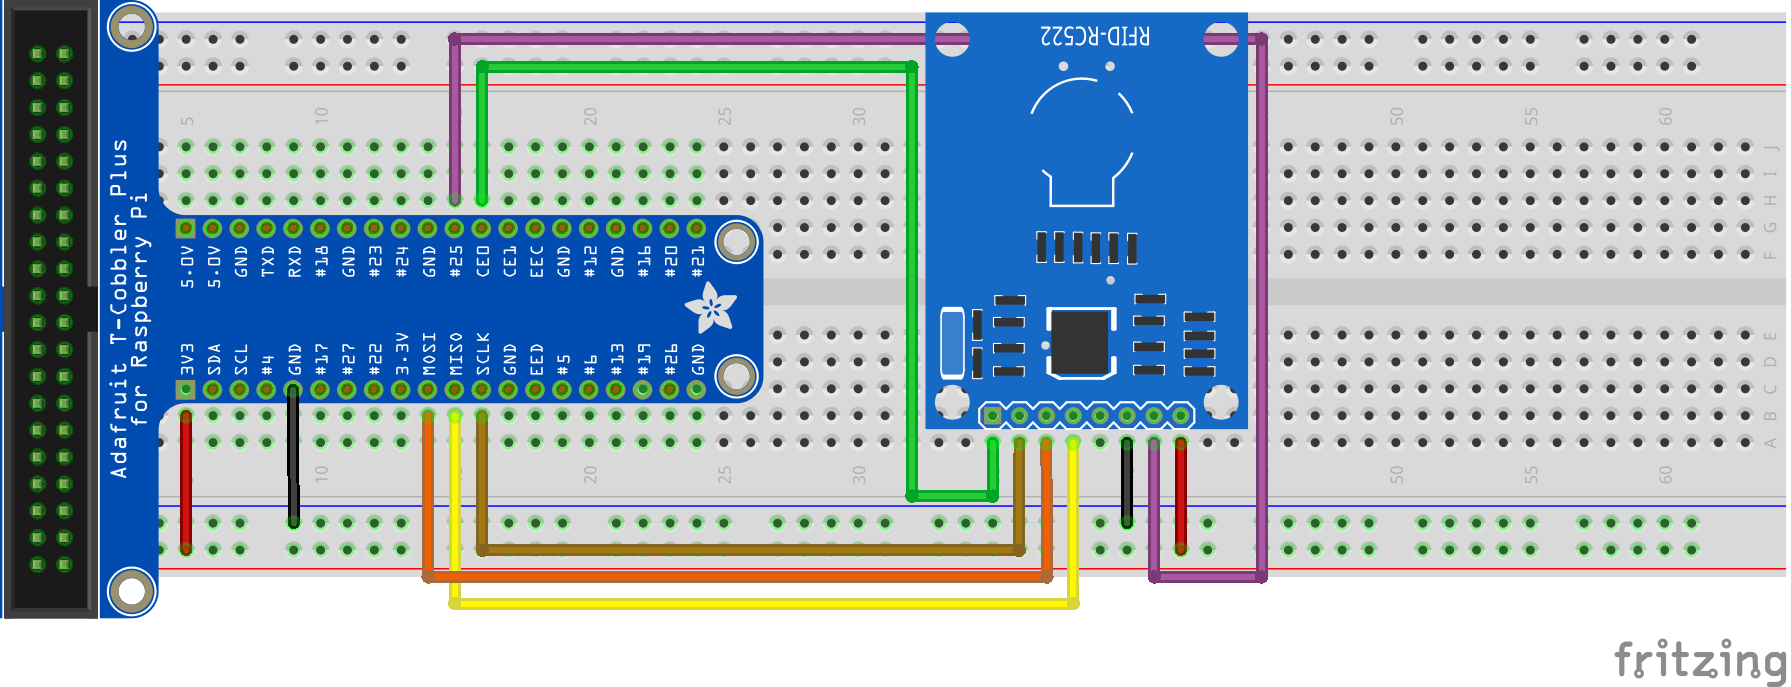 Adafruit T-Cobbler Plus
for Raspberry Pi
RFID-RC522
5 10 20 25 30 50 55 60
J
I
H
G
F
5.0V 5.0V GND TXD RXD #18 GND #23 #24 GND #25 CE0 CE1 EEC GND #12 GND #16 #20 #21
3V3 SDA SCL #4 GND #17 #27 #22 3.3V MOSI MISO SCLK GND EED #5 #6 #13 #19 #26 GND
E
D
C
B
A
10 20 25 30 50 55 60
fritzing